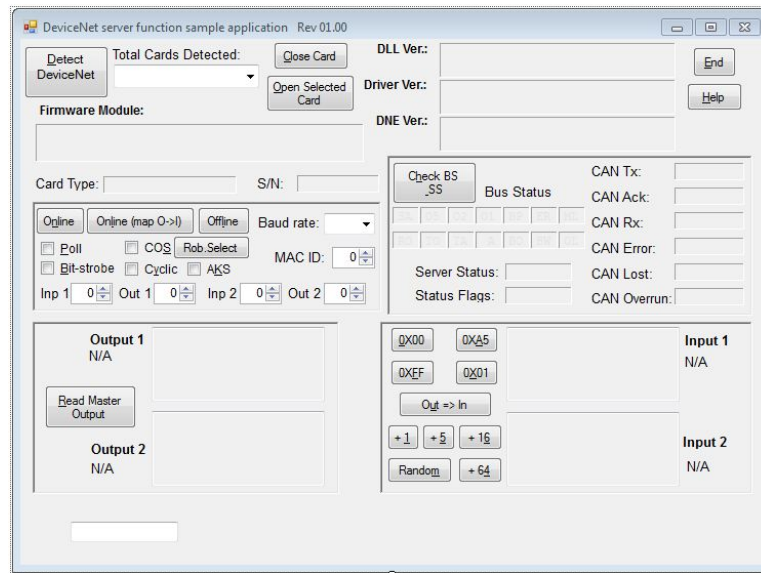 DeviceNet server function sample application Rev 01.00
Detect DeviceNet
Total Cards Detected:
Close Card
Open Selected Card
DLL Ver.:
Driver Ver.:
DNE Ver.:
End
Help
Firmware Module:
Card Type:
S/N:
Online
Online (map O->I)
Offline
Baud rate:
Poll
COS
Rob.Select
MAC ID:
0
Bit-strobe
Cyclic
AKS
Inp 1
0
Out 1
0
Inp 2
0
Out 2
0
Check BS _SS
Bus Status
Server Status:
Status Flags:
CAN Tx:
CAN Ack:
CAN Rx:
CAN Error:
CAN Lost:
CAN Overrun:
Output 1
N/A
Read Master Output
Output 2
N/A
0X00
0XA5
0XFF
0X01
Out => In
+ 1
+ 5
+ 16
Random
+ 64
Input 1
N/A
Input 2
N/A